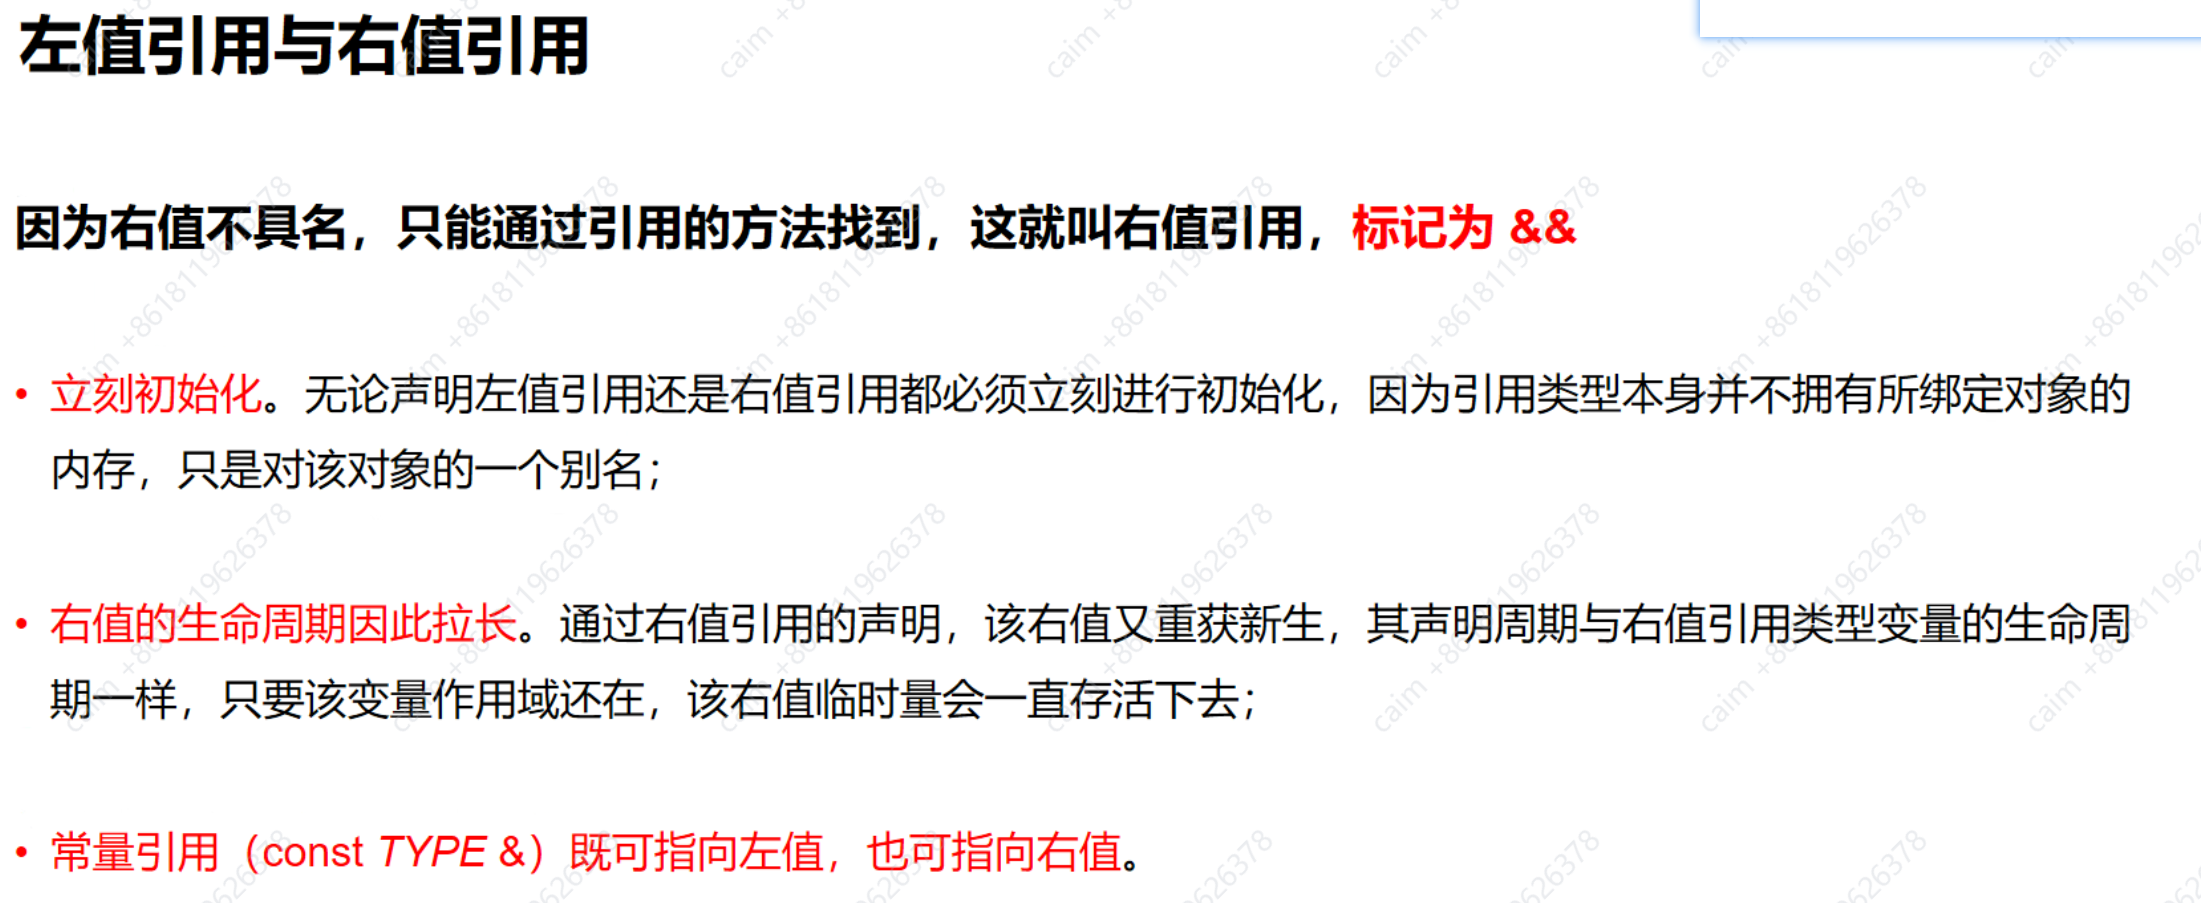 左值引用与右值引用
因为右值不具名，只能通过引用的方法找到，这就叫右值引用，标记为 &&
• 立刻初始化。无论声明左值引用还是右值引用都必须立刻进行初始化，因为引用类型本身并不拥有所绑定对象的
内存，只是对该对象的一个别名；
• 右值的生命周期因此拉长。通过右值引用的声明，该右值又重获新生，其声明周期与右值引用类型变量的生命周
期一样，只要该变量作用域还在，该右值临时量会一直存活下去；
• 常量引用（const TYPE &）既可指向左值，也可指向右值。
caim +8618119626378